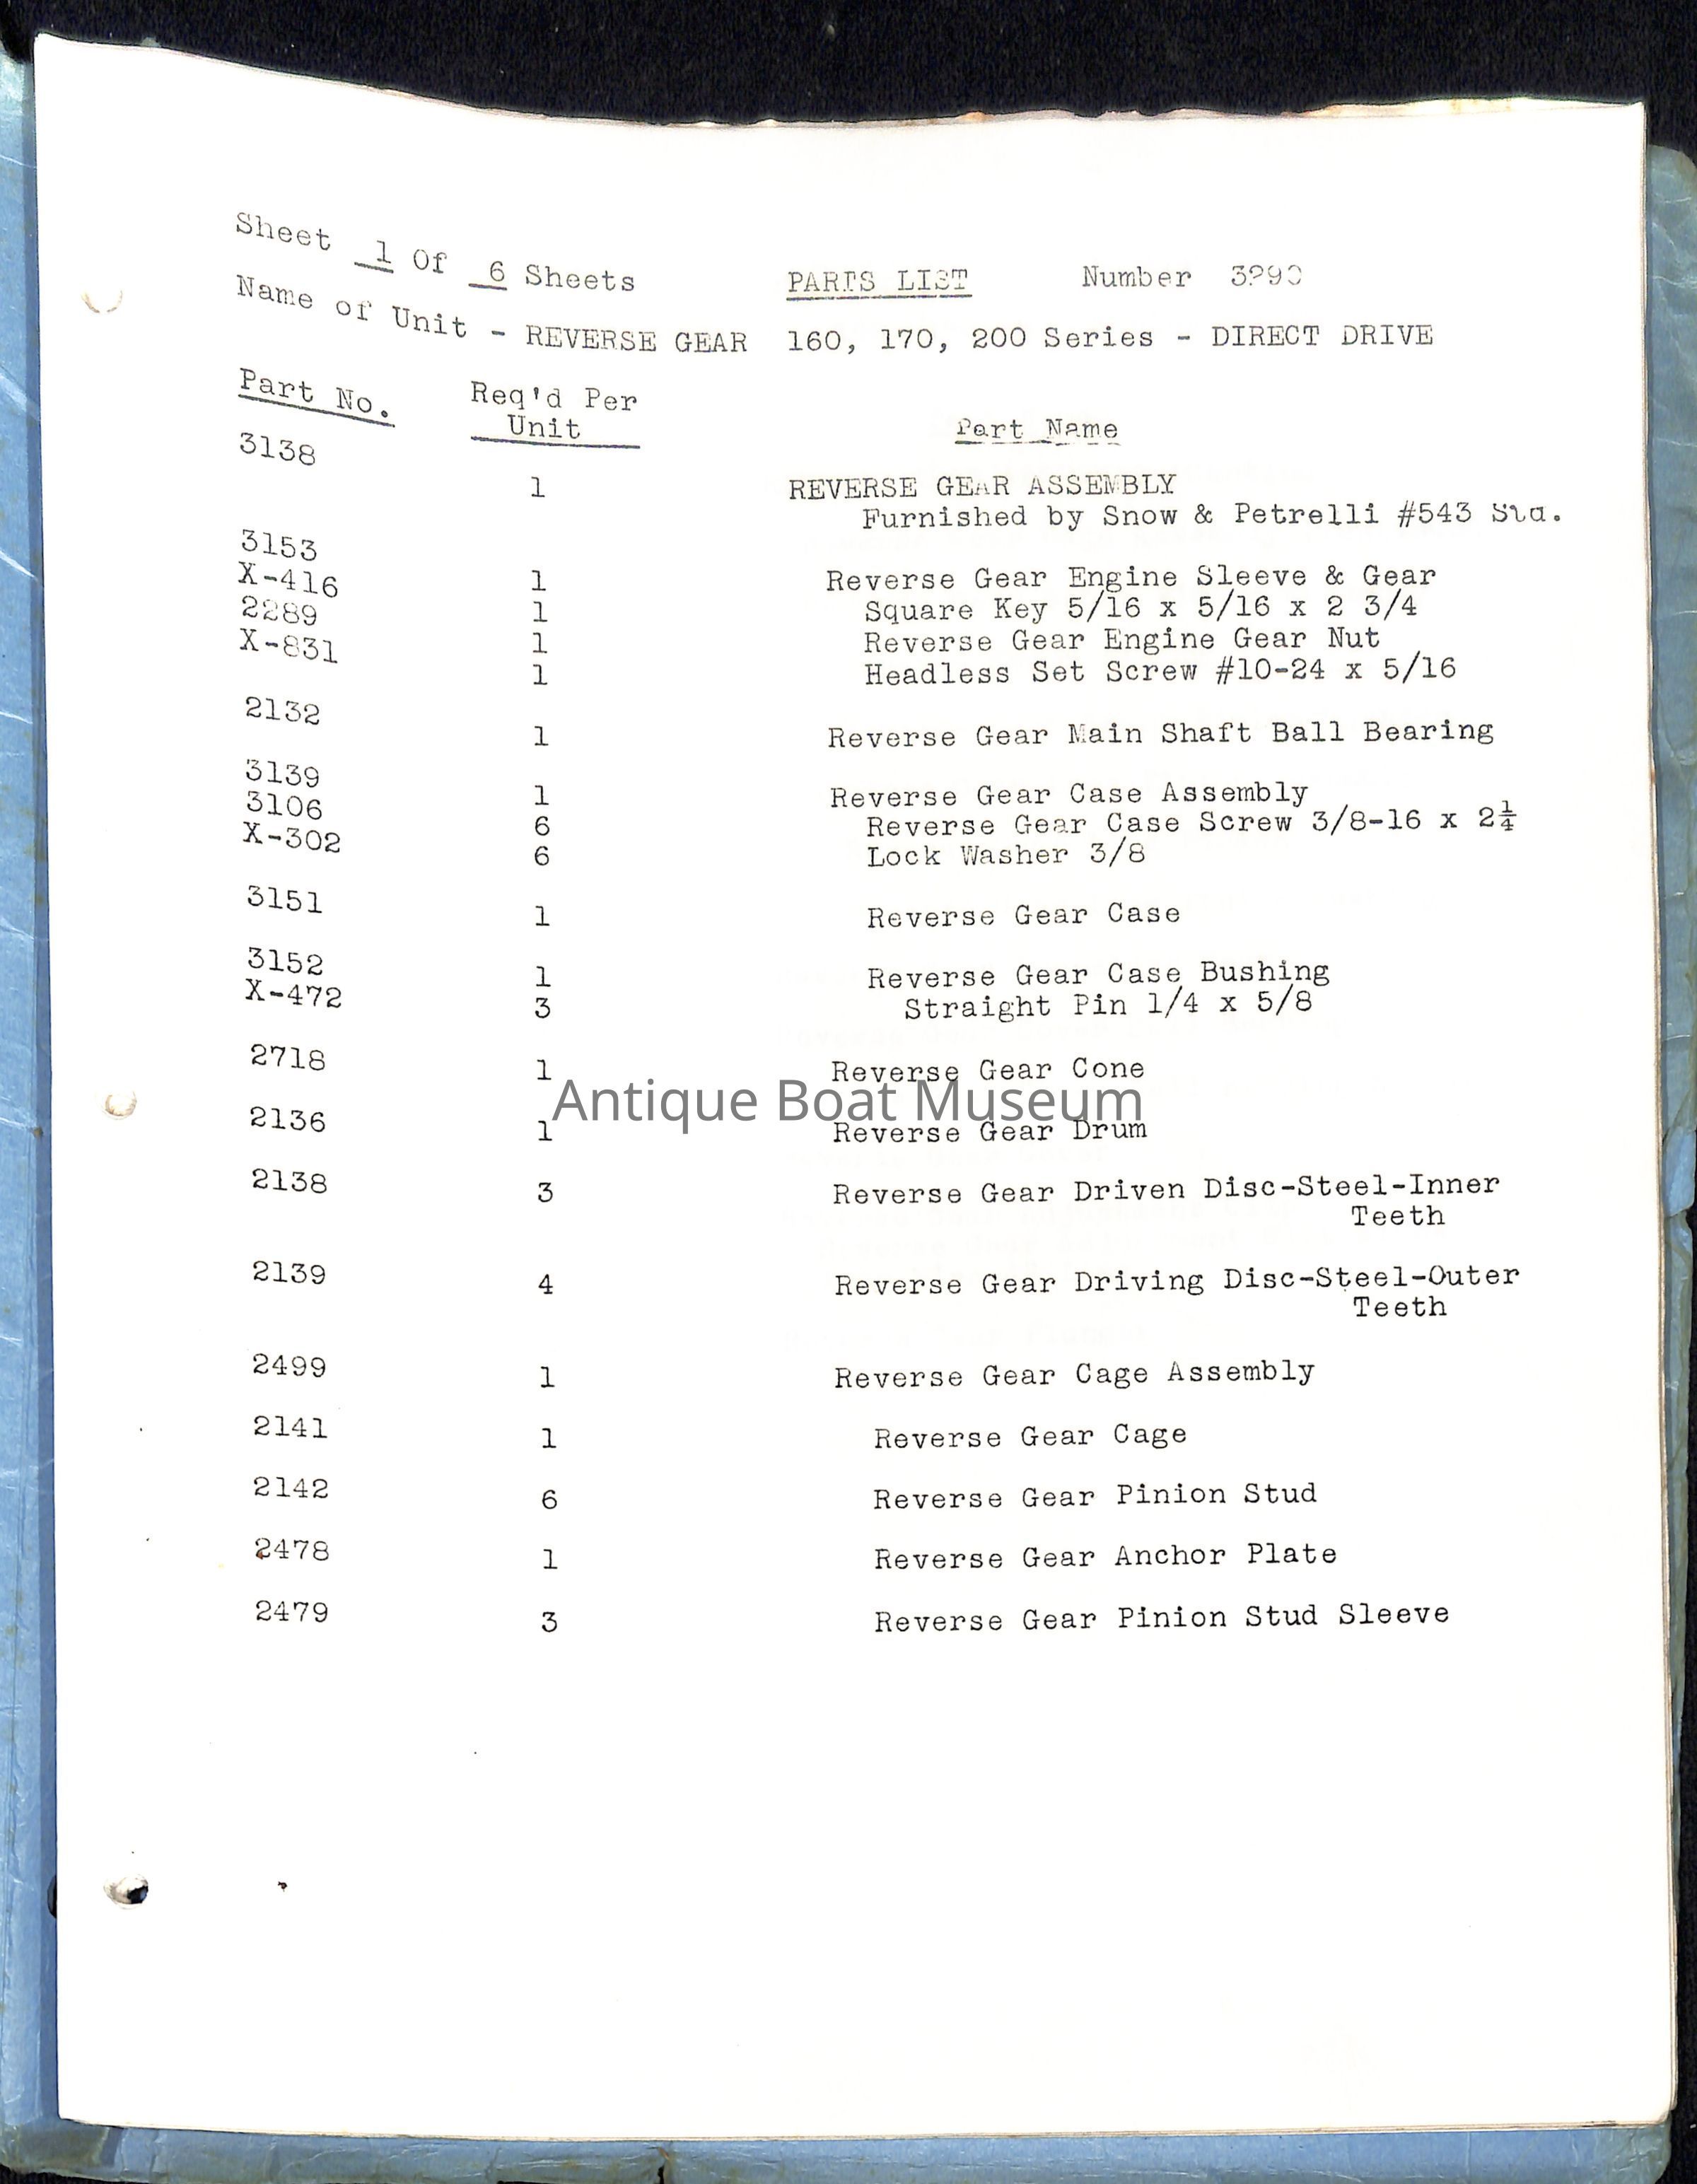 Sheet 1 Of 6 Sheets PARTS LIST Number
Name of Unit - REVERSE GEAR 160, 170, 200 Series - DIRECT DRIVE
Part No. Req'd Per Unit Part Name
3138 1 REVERSE GEAR ASSEMBLY
Furnished by Snow & Petrelli #543 Std.
3153 1 Reverse Gear Engine Sleeve & Gear
X-416 1 Square Key 5/16 x 5/16 x 2 3/4
2289 1 Reverse Gear Engine Gear Nut
X-831 1 Headless Set Screw #10-24 x 5/16
2132 1 Reverse Gear Main Shaft Ball Bearing
3139 1 Reverse Gear Case Assembly
3106 6 Reverse Gear Case Screw 3/8-16 x 2¼
X-302 6 Lock Washer 3/8
3151 1 Reverse Gear Case
3152 1 Reverse Gear Case Bushing
X-472 3 Straight Pin 1/4 x 5/8
2718 1 Reverse Gear Cone
Antique Boat Museum
2136 1 Reverse Gear Drum
2138 3 Reverse Gear Driven Disc-Steel-Inner
Teeth
2139 4 Reverse Gear Driving Disc-Steel-Outer
Teeth
2499 1 Reverse Gear Cage Assembly
2141 1 Reverse Gear Cage
2142 6 Reverse Gear Pinion Stud
2478 1 Reverse Gear Anchor Plate
2479 3 Reverse Gear Pinion Stud Sleeve